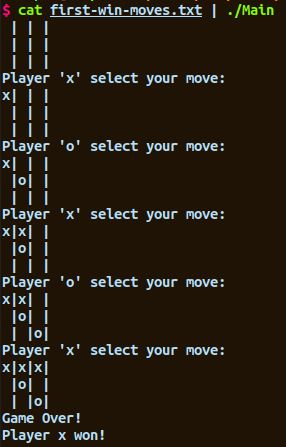 $ cat first-win-moves.txt | ./Main
 | | |
 | | |
 | | |
Player 'x' select your move:
x| | |
 | | |
 | | |
Player 'o' select your move:
x| | |
 |o| |
 | | |
Player 'x' select your move:
x|x| |
 |o| |
 | | |
Player 'o' select your move:
x|x| |
 |o| |
 | |o|
Player 'x' select your move:
x|x|x|
 |o| |
 | |o|
Game Over!
Player x won!